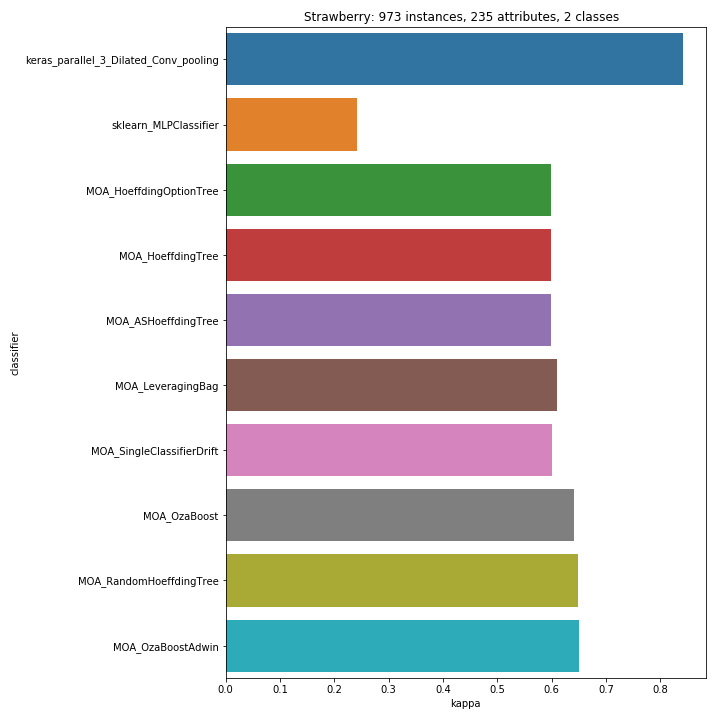 Strawberry: 973 instances, 235 attributes, 2 classes
classifier
keras_parallel_3_Dilated_Conv_pooling
sklearn_MLPClassifier
MOA_HoeffdingOptionTree
MOA_HoeffdingTree
MOA_ASHoeffdingTree
MOA_LeveragingBag
MOA_SingleClassifierDrift
MOA_OzaBoost
MOA_RandomHoeffdingTree
MOA_OzaBoostAdwin
0.0 0.1 0.2 0.3 0.4 0.5 0.6 0.7 0.8
kappa